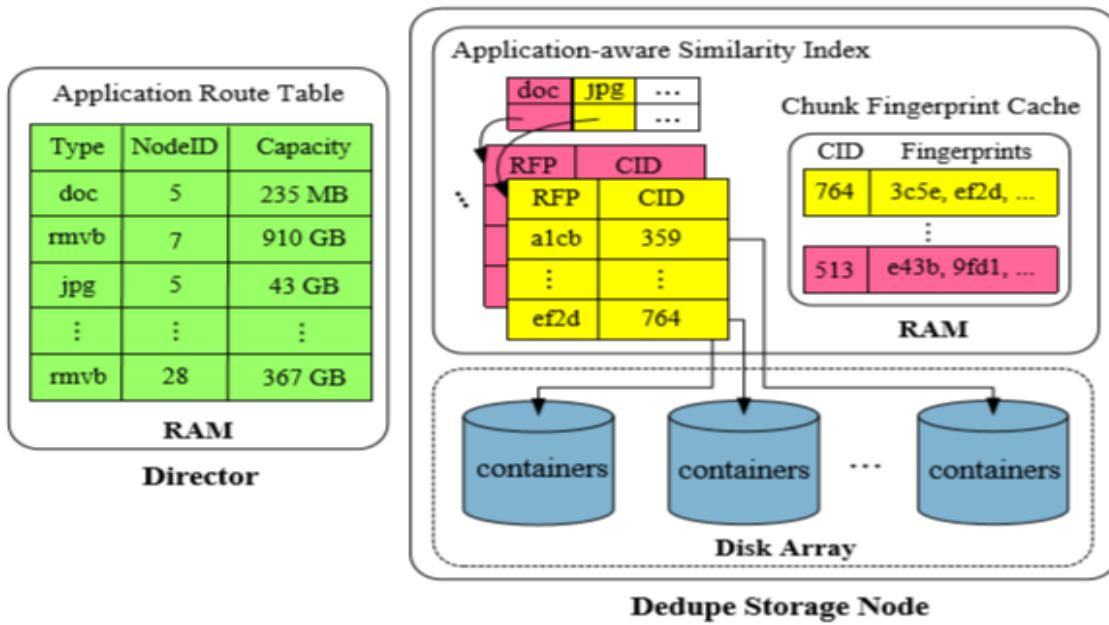 Application Route Table
Type NodeID Capacity
doc 5 235 MB
rmvb 7 910 GB
jpg 5 43 GB
⋮ ⋮ ⋮
rmvb 28 367 GB
RAM
Director
Application-aware Similarity Index
doc jpg ...
...
RFP CID
...
RFP CID
a1cb 359
⋮ ⋮
ef2d 764
Chunk Fingerprint Cache
CID Fingerprints
764 3c5e, ef2d, ...
⋮
513 e43b, 9fd1, ...
RAM
containers containers ... containers
Disk Array
Dedupe Storage Node